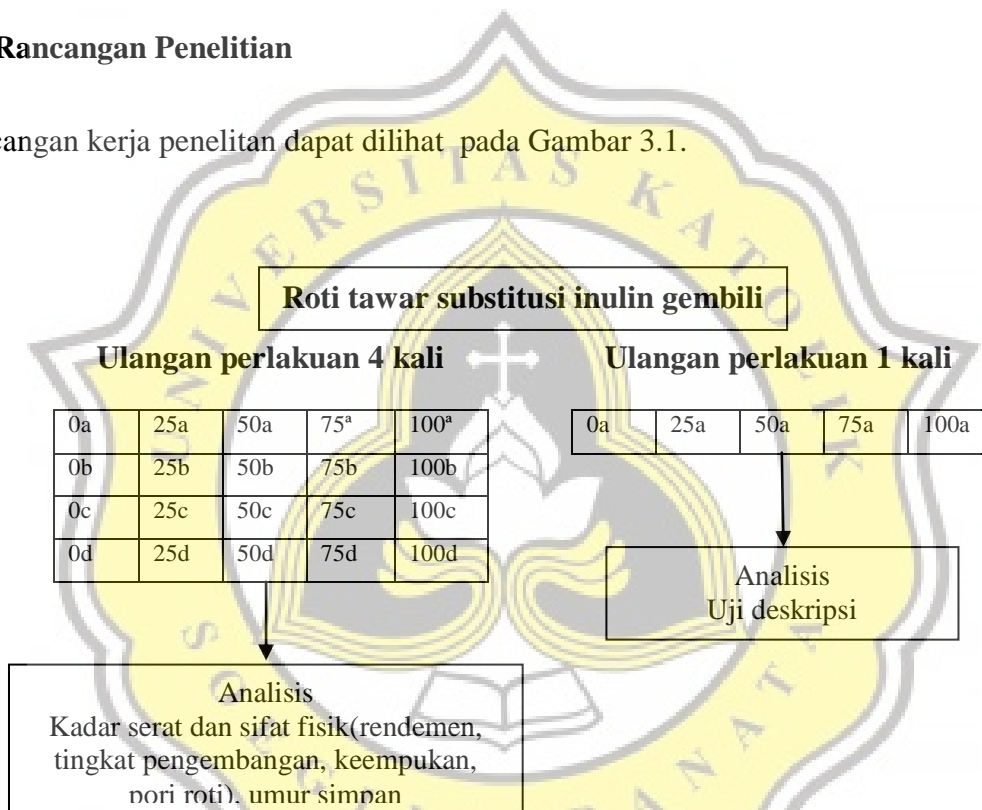 Rancangan Penelitian
cangan kerja penelitan dapat dilihat pada Gambar 3.1.
UNIVERSITAS KATOLIK
SOEGIJAPRANATA
Roti tawar substitusi inulin gembili
Ulangan perlakuan 4 kali
0a 25a 50a 75ª 100ª
0b 25b 50b 75b 100b
0c 25c 50c 75c 100c
0d 25d 50d 75d 100d
Analisis
Kadar serat dan sifat fisik(rendemen,
tingkat pengembangan, keempukan,
pori roti), umur simpan
Ulangan perlakuan 1 kali
0a 25a 50a 75a 100a
Analisis
Uji deskripsi